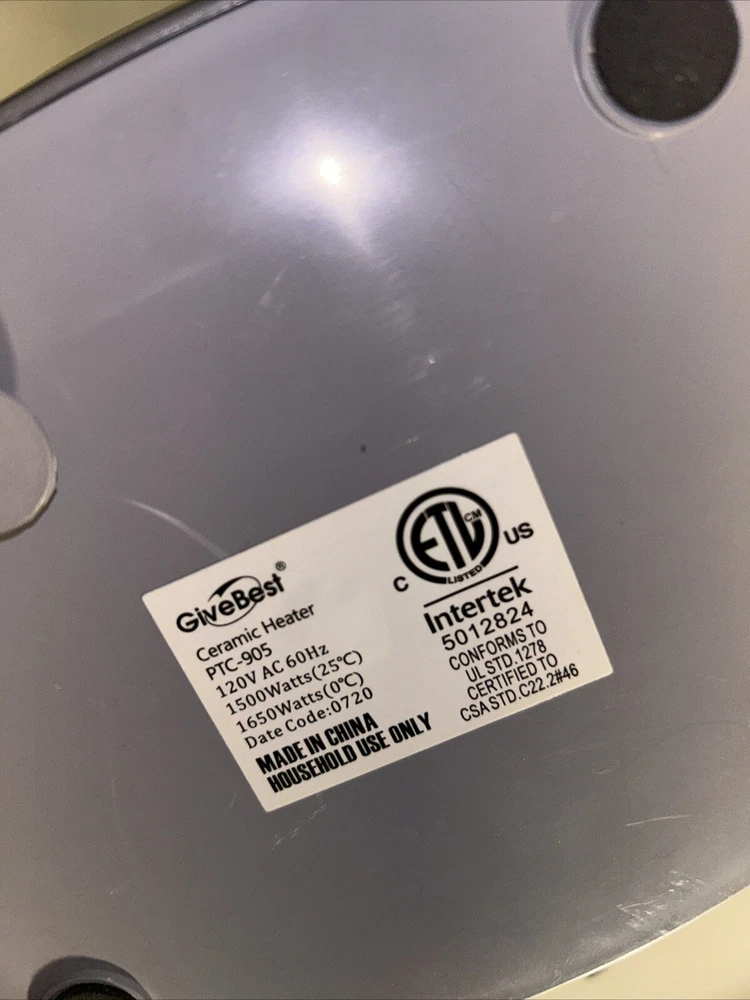 GiveBest®
Ceramic Heater
PTC-905
120V AC 60Hz
1500Watts(25℃)
1650Watts(0℃)
Date Code:0720
MADE IN CHINA
HOUSEHOLD USE ONLY
ETL CM
LISTED
C US
Intertek
5012824
CONFORMS TO
UL STD.1278
CERTIFIED TO
CSA STD.C22.2#46